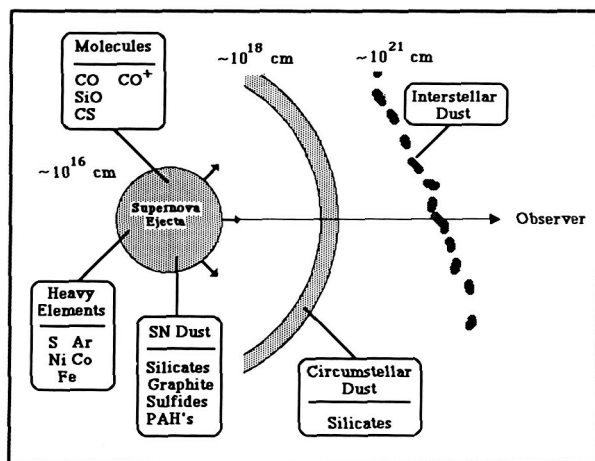 Molecules
CO CO+
SiO
CS
~10^18 cm
~10^21 cm
Interstellar
Dust
~10^16 cm
Supernova
Ejecta
Observer
Heavy
Elements
S Ar
Ni Co
Fe
SN Dust
Silicates
Graphite
Sulfides
PAH's
Circumstellar
Dust
Silicates